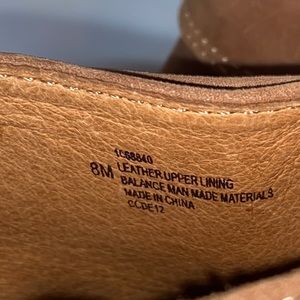 1068840
8M LEATHER UPPER LINING
BALANCE MAN MADE MATERIALS
MADE IN CHINA
CCDE12